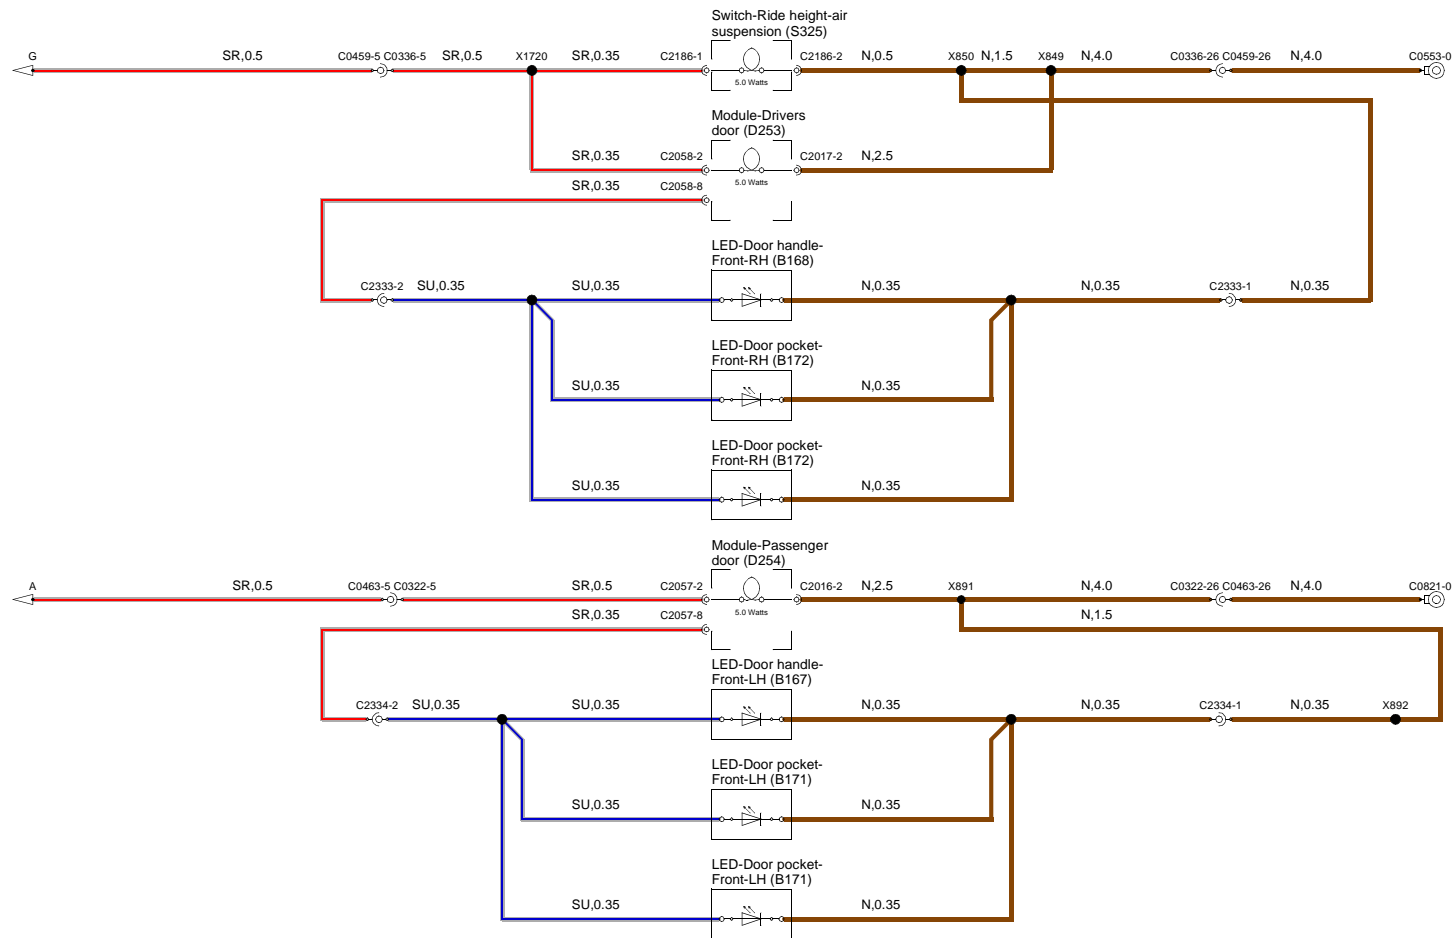 Switch-Ride height-air
suspension (S325)
G
SR,0.5
C0459-5 C0336-5
SR,0.5
X1720
SR,0.35
C2186-1
C2186-2
N,0.5
X850
N,1.5
X849
N,4.0
C0336-26 C0459-26
N,4.0
C0553-0
5.0 Watts
Module-Drivers
door (D253)
SR,0.35
C2058-2
C2017-2
N,2.5
5.0 Watts
SR,0.35
C2058-8
LED-Door handle-
Front-RH (B168)
C2333-2
SU,0.35
SU,0.35
N,0.35
N,0.35
C2333-1
N,0.35
LED-Door pocket-
Front-RH (B172)
SU,0.35
N,0.35
LED-Door pocket-
Front-RH (B172)
SU,0.35
N,0.35
Module-Passenger
door (D254)
A
SR,0.5
C0463-5 C0322-5
SR,0.5
C2057-2
C2016-2
N,2.5
X891
N,4.0
C0322-26 C0463-26
N,4.0
C0821-0
5.0 Watts
SR,0.35
C2057-8
N,1.5
LED-Door handle-
Front-LH (B167)
C2334-2
SU,0.35
SU,0.35
N,0.35
N,0.35
C2334-1
N,0.35
X892
LED-Door pocket-
Front-LH (B171)
SU,0.35
N,0.35
LED-Door pocket-
Front-LH (B171)
SU,0.35
N,0.35